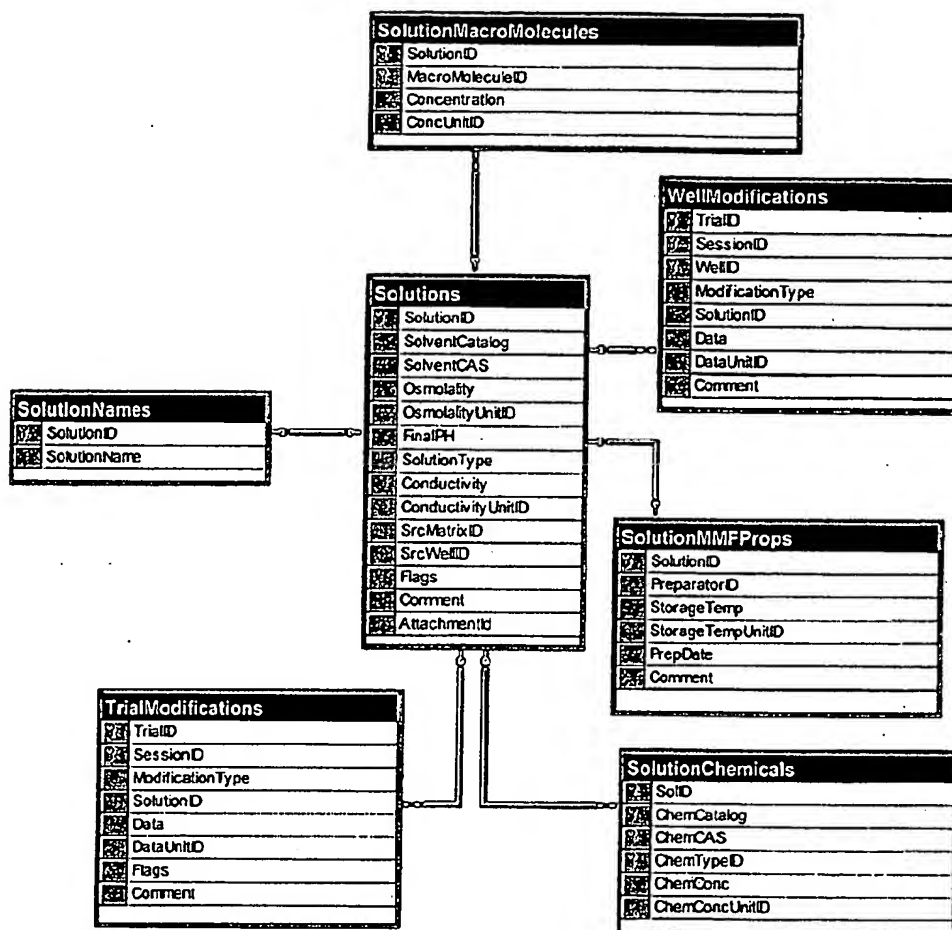 SolutionMacroMolecules
SolutionID
MacroMoleculeID
Concentration
ConcUnitID
WellModifications
TrialID
SessionID
WellID
ModificationType
SolutionID
Data
DataUnitID
Comment
Solutions
SolutionID
SolventCatalog
SolventCAS
Osmolality
OsmolalityUnitID
FinalPH
SolutionType
Conductivity
ConductivityUnitID
SrcMatrixID
SrcWellID
Flags
Comment
AttachmentId
SolutionNames
SolutionID
SolutionName
SolutionMMFProps
SolutionID
PreparatorID
StorageTemp
StorageTempUnitID
PrepDate
Comment
TrialModifications
TrialID
SessionID
ModificationType
SolutionID
Data
DataUnitID
Flags
Comment
SolutionChemicals
SolID
ChemCatalog
ChemCAS
ChemTypeID
ChemConc
ChemConcUnitID